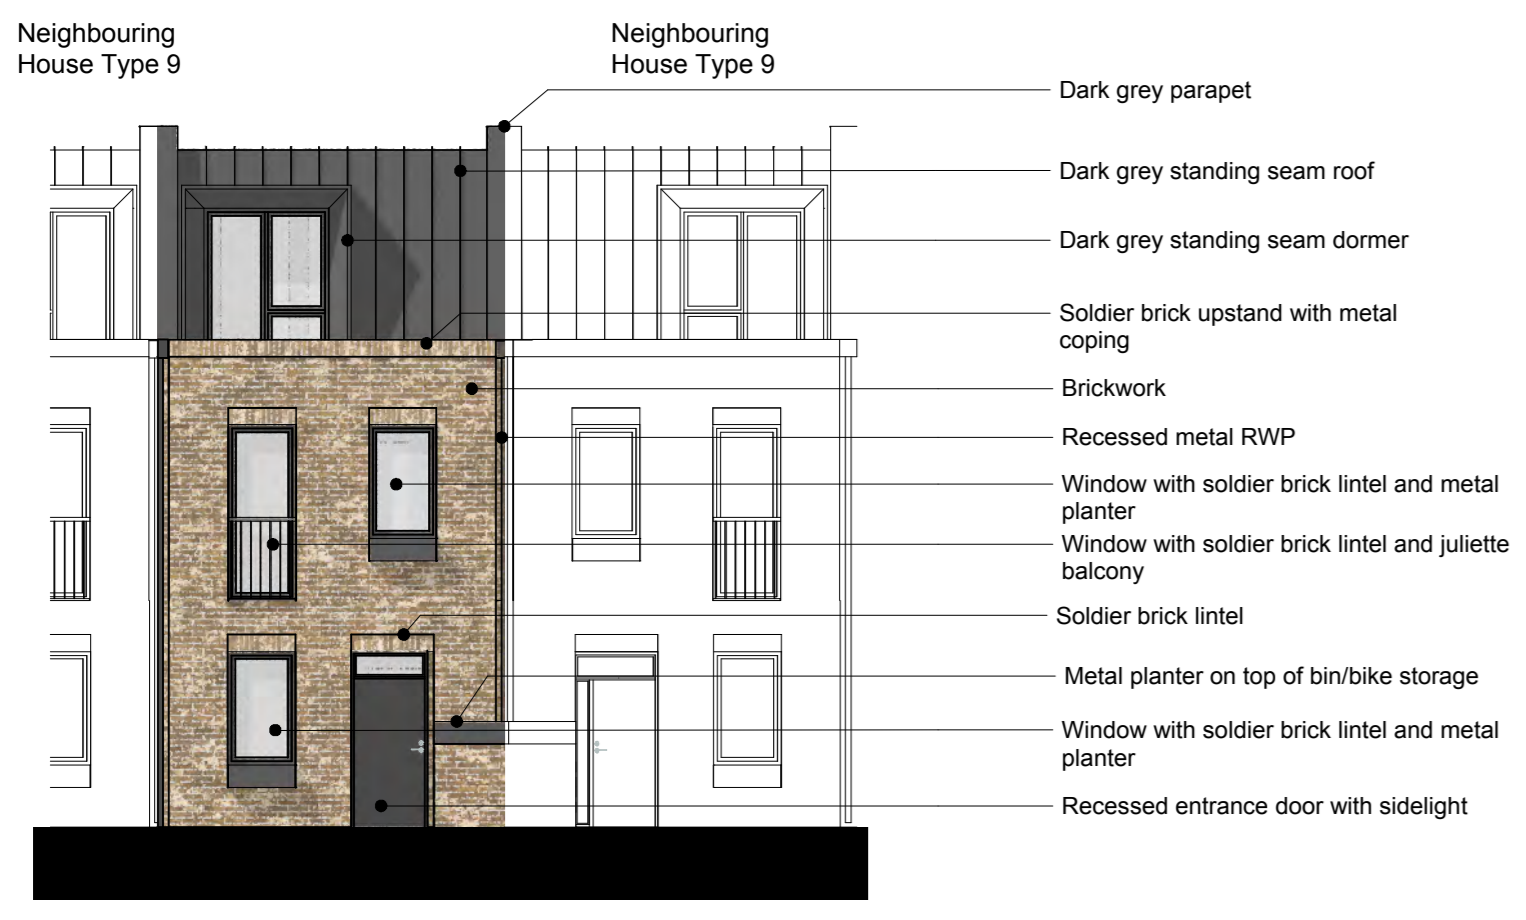 Neighbouring
House Type 9
Neighbouring
House Type 9
Dark grey parapet
Dark grey standing seam roof
Dark grey standing seam dormer
Soldier brick upstand with metal
coping
Brickwork
Recessed metal RWP
Window with soldier brick lintel and metal
planter
Window with soldier brick lintel and juliette
balcony
Soldier brick lintel
Metal planter on top of bin/bike storage
Window with soldier brick lintel and metal
planter
Recessed entrance door with sidelight